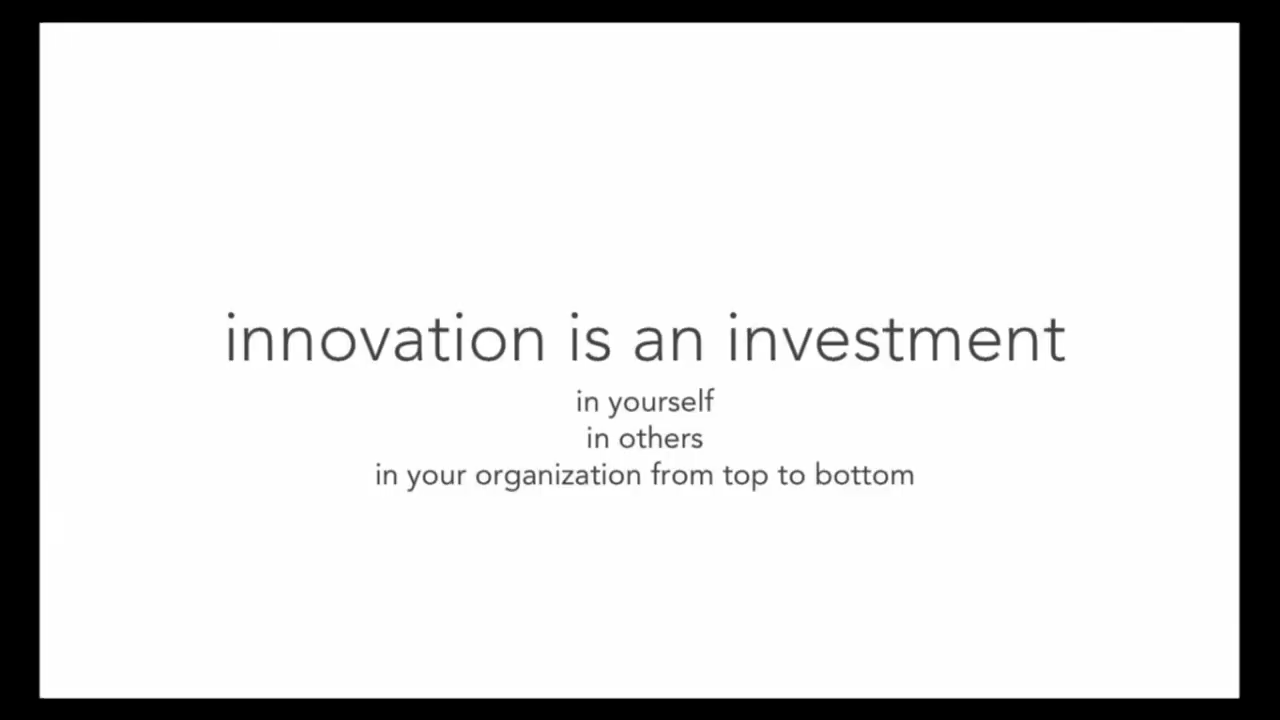 innovation is an investment
in yourself
in others
in your organization from top to bottom